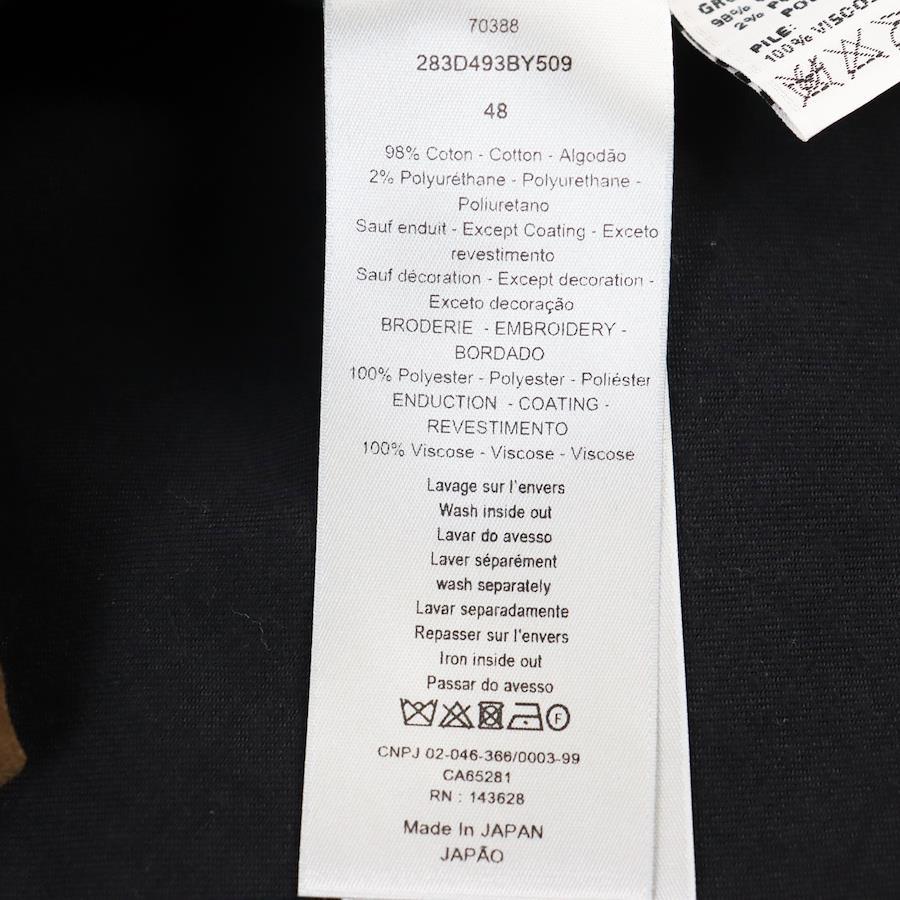 70388
283D493BY509
48
98% Coton - Cotton - Algodão
2% Polyuréthane - Polyurethane -
Poliuretano
Sauf enduit - Except Coating - Exceto
revestimento
Sauf décoration - Except decoration -
Exceto decoração
BRODERIE - EMBROIDERY -
BORDADO
100% Polyester - Polyester - Poliéster
ENDUCTION - COATING -
REVESTIMENTO
100% Viscose - Viscose - Viscose
Lavage sur l'envers
Wash inside out
Lavar do avesso
Laver séparément
wash separately
Lavar separadamente
Repasser sur l'envers
Iron inside out
Passar do avesso
F
CNPJ 02-046-366/0003-99
CA65281
RN : 143628
Made In JAPAN
JAPÃO
98%
2%
PILE:
100%